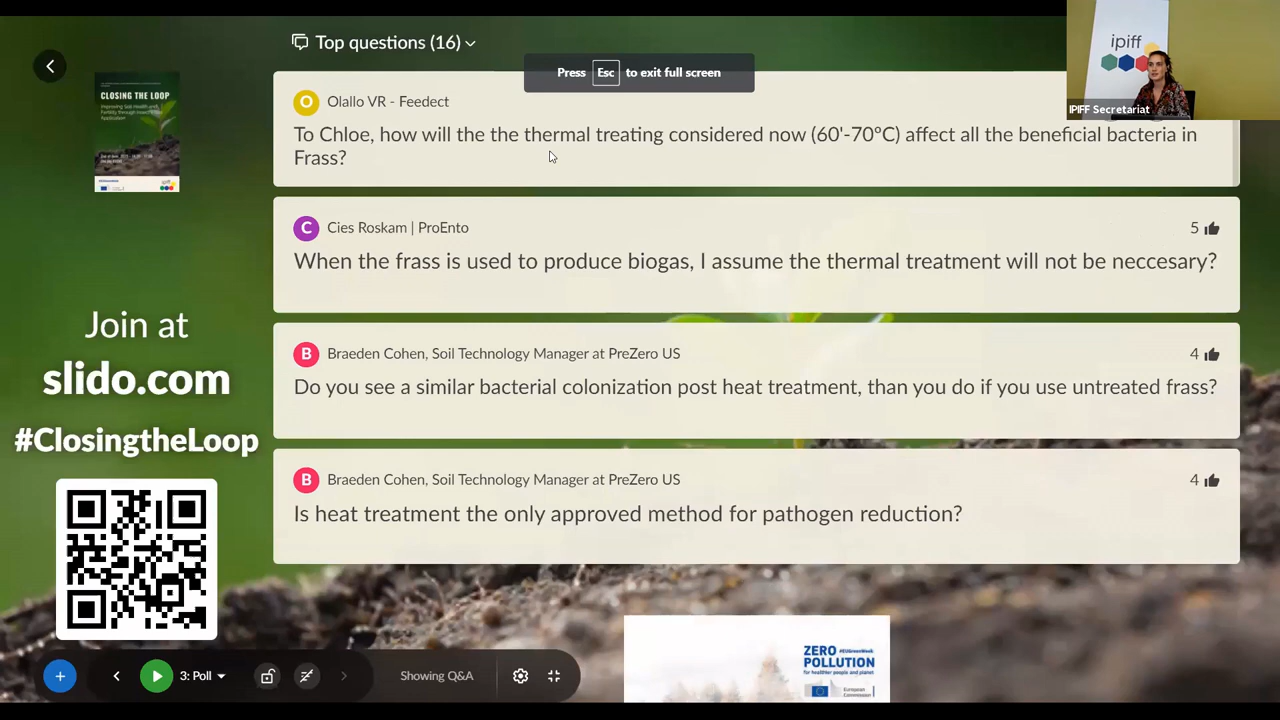 Top questions (16)
Press Esc to exit full screen
ipiff
IPIFF Secretariat
CLOSING THE LOOP
O
Olallo VR - Feedect
To Chloe, how will the the thermal treating considered now (60'-70ºC) affect all the beneficial bacteria in
Frass?
C
Cies Roskam | ProEnto
5
When the frass is used to produce biogas, I assume the thermal treatment will not be neccesary?
B
Braeden Cohen, Soil Technology Manager at PreZero US
4
Do you see a similar bacterial colonization post heat treatment, than you do if you use untreated frass?
B
Braeden Cohen, Soil Technology Manager at PreZero US
4
Is heat treatment the only approved method for pathogen reduction?
Join at
slido.com
#ClosingtheLoop
3: Poll
Showing Q&A
ZERO #EUGreenWeek
POLLUTION
for healthier people and planet
European
Commission